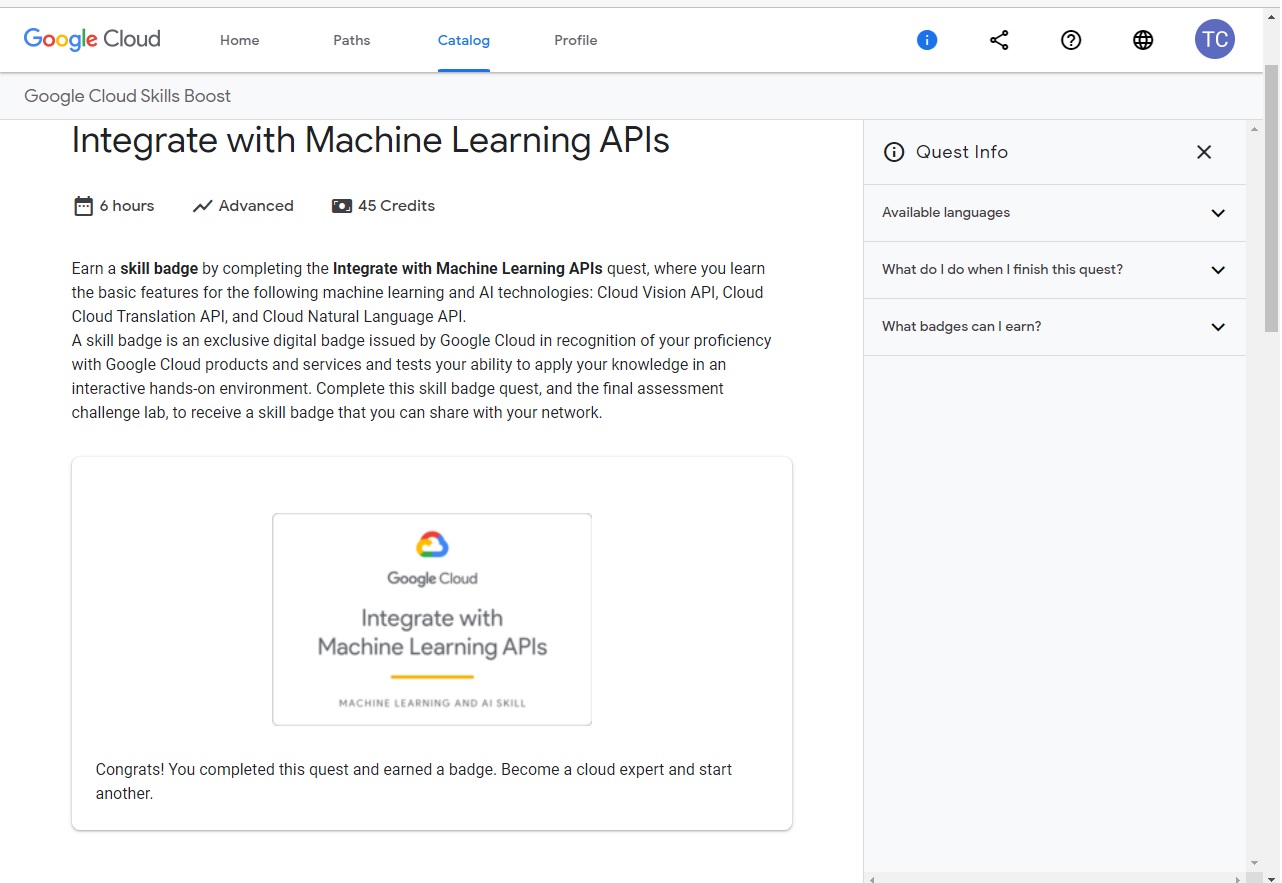 Google Cloud Home Paths Catalog Profile TC
Google Cloud Skills Boost
Integrate with Machine Learning APIs
6 hours Advanced 45 Credits
Earn a skill badge by completing the Integrate with Machine Learning APIs quest, where you learn
the basic features for the following machine learning and AI technologies: Cloud Vision API, Cloud
Cloud Translation API, and Cloud Natural Language API.
A skill badge is an exclusive digital badge issued by Google Cloud in recognition of your proficiency
with Google Cloud products and services and tests your ability to apply your knowledge in an
interactive hands-on environment. Complete this skill badge quest, and the final assessment
challenge lab, to receive a skill badge that you can share with your network.
Google Cloud
Integrate with
Machine Learning APIs
MACHINE LEARNING AND AI SKILL
Congrats! You completed this quest and earned a badge. Become a cloud expert and start
another.
Quest Info
Available languages
What do I do when I finish this quest?
What badges can I earn?